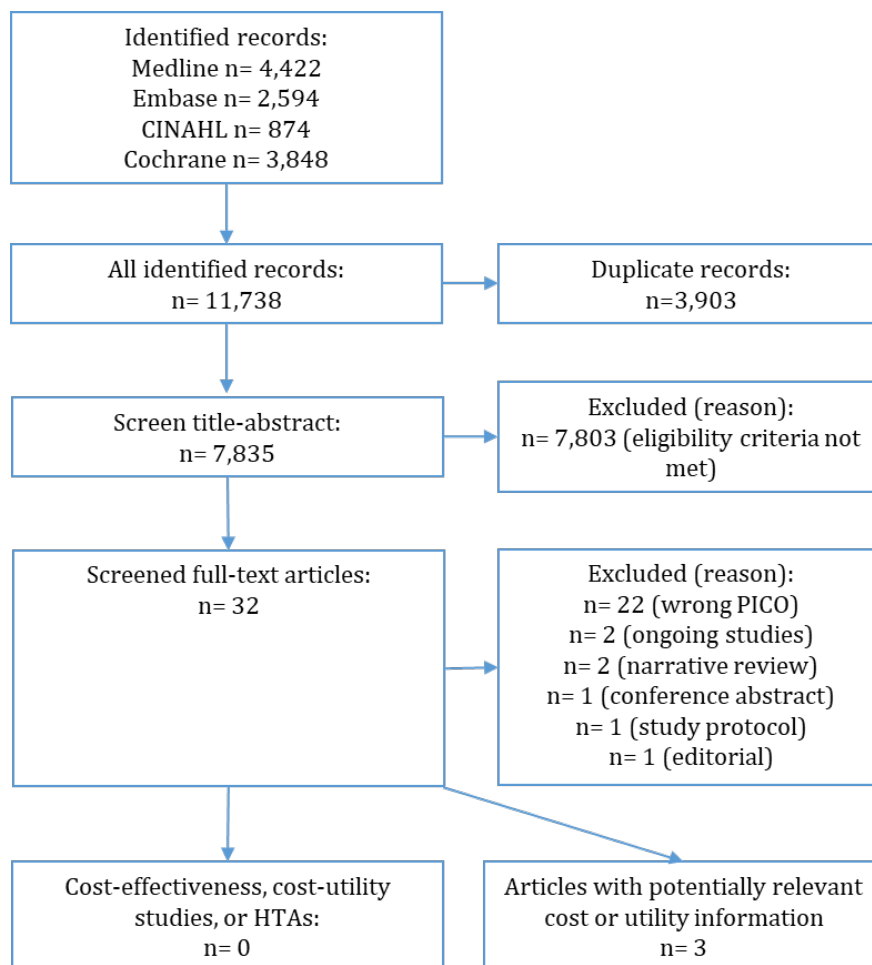 Identified records:
Medline n= 4,422
Embase n= 2,594
CINAHL n= 874
Cochrane n= 3,848
All identified records:
n= 11,738
Duplicate records:
n=3,903
Screen title-abstract:
n= 7,835
Excluded (reason):
n= 7,803 (eligibility criteria not
met)
Screened full-text articles:
n= 32
Excluded (reason):
n= 22 (wrong PICO)
n= 2 (ongoing studies)
n= 2 (narrative review)
n= 1 (conference abstract)
n= 1 (study protocol)
n= 1 (editorial)
Cost-effectiveness, cost-utility
studies, or HTAs:
n= 0
Articles with potentially relevant
cost or utility information
n= 3